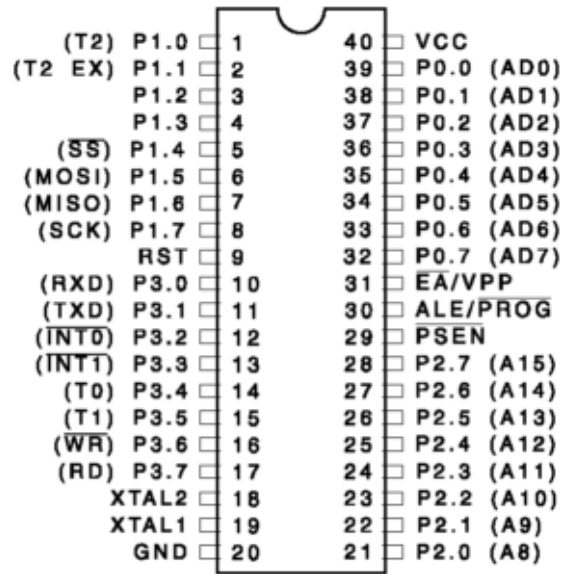 (T2) P1.0 1 40 VCC
(T2 EX) P1.1 2 39 P0.0 (AD0)
P1.2 3 38 P0.1 (AD1)
P1.3 4 37 P0.2 (AD2)
(S̅S̅) P1.4 5 36 P0.3 (AD3)
(MOSI) P1.5 6 35 P0.4 (AD4)
(MISO) P1.6 7 34 P0.5 (AD5)
(SCK) P1.7 8 33 P0.6 (AD6)
RST 9 32 P0.7 (AD7)
(RXD) P3.0 10 31 E̅A̅/VPP
(TXD) P3.1 11 30 ALE/P̅R̅O̅G̅
(I̅N̅T̅0̅) P3.2 12 29 P̅S̅E̅N̅
(I̅N̅T̅1̅) P3.3 13 28 P2.7 (A15)
(T0) P3.4 14 27 P2.6 (A14)
(T1) P3.5 15 26 P2.5 (A13)
(W̅R̅) P3.6 16 25 P2.4 (A12)
(RD) P3.7 17 24 P2.3 (A11)
XTAL2 18 23 P2.2 (A10)
XTAL1 19 22 P2.1 (A9)
GND 20 21 P2.0 (A8)